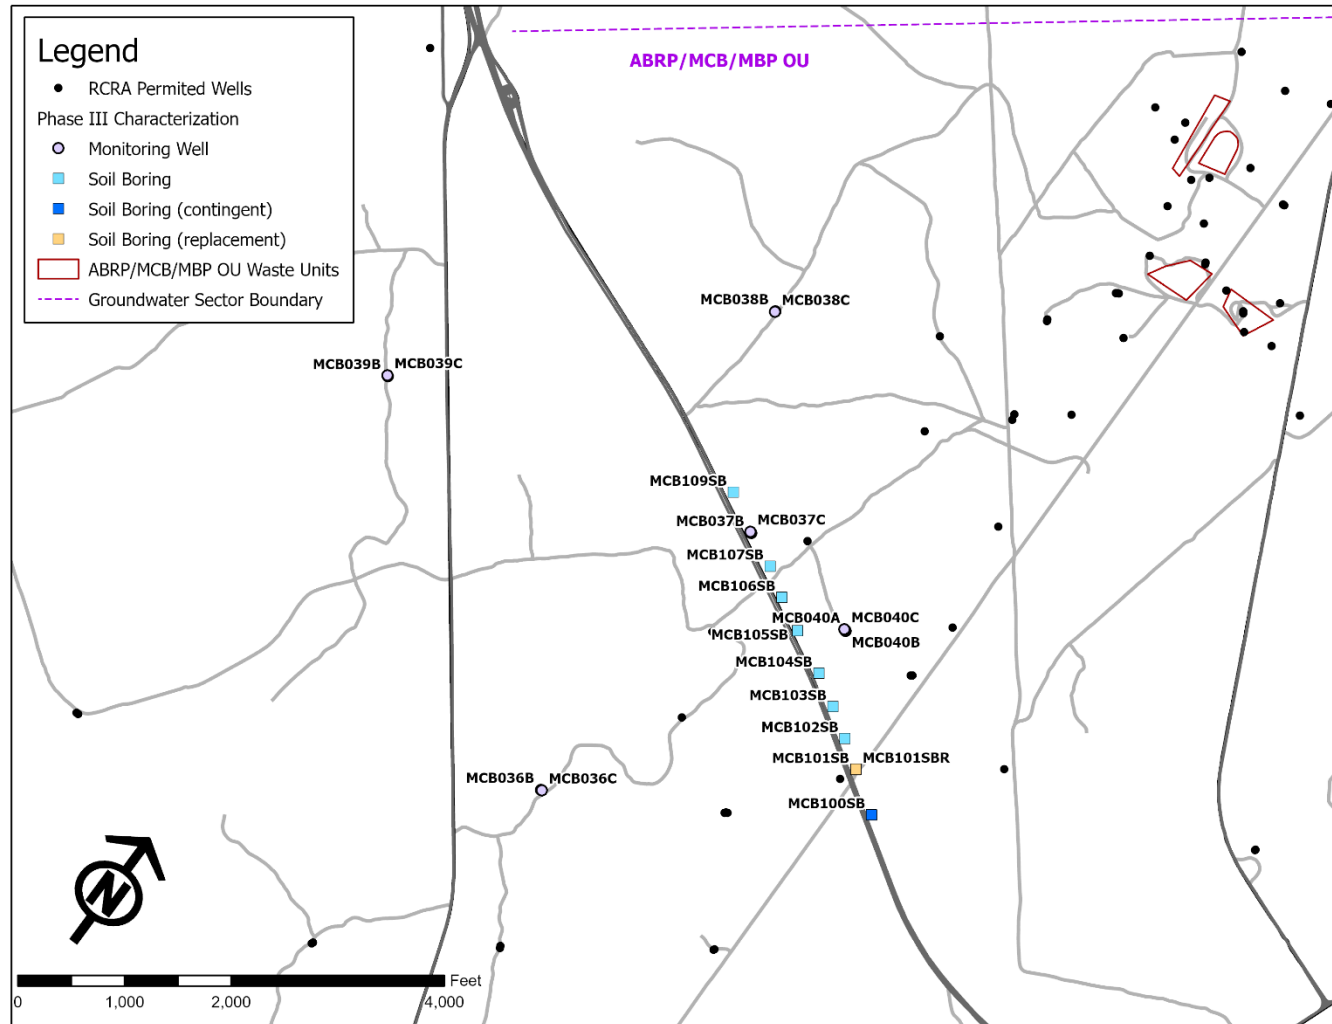 Legend
RCRA Permited Wells
Phase III Characterization
Monitoring Well
Soil Boring
Soil Boring (contingent)
Soil Boring (replacement)
ABRP/MCB/MBP OU Waste Units
Groundwater Sector Boundary
ABRP/MCB/MBP OU
MCB038B MCB038C
MCB039B MCB039C
MCB109SB
MCB037B MCB037C
MCB107SB
MCB106SB
MCB040A MCB040C
MCB105SB MCB040B
MCB104SB
MCB103SB
MCB102SB
MCB101SB MCB101SBR
MCB036B MCB036C
MCB100SB
N
Feet
0 1,000 2,000 4,000